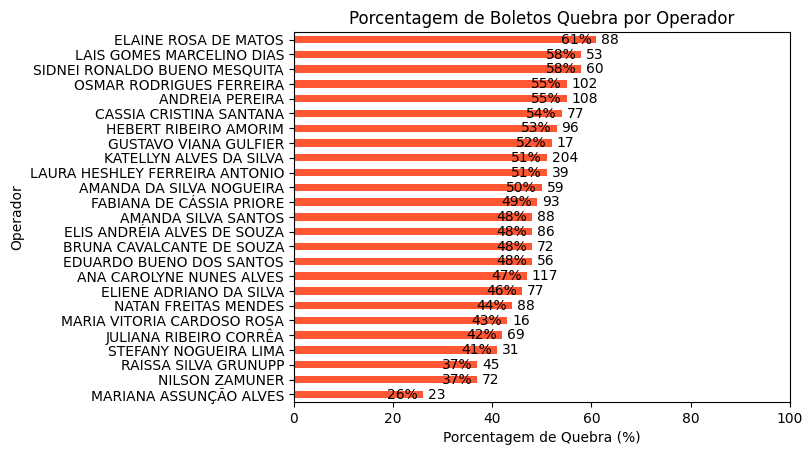 Porcentagem de Boletos Quebra por Operador
Operador
ELAINE ROSA DE MATOS 61% 88
LAIS GOMES MARCELINO DIAS 58% 53
SIDNEI RONALDO BUENO MESQUITA 58% 60
OSMAR RODRIGUES FERREIRA 55% 102
ANDREIA PEREIRA 55% 108
CASSIA CRISTINA SANTANA 54% 77
HEBERT RIBEIRO AMORIM 53% 96
GUSTAVO VIANA GULFIER 52% 17
KATELLYN ALVES DA SILVA 51% 204
LAURA HESHLEY FERREIRA ANTONIO 51% 39
AMANDA DA SILVA NOGUEIRA 50% 59
FABIANA DE CÁSSIA PRIORE 49% 93
AMANDA SILVA SANTOS 48% 88
ELIS ANDRÉIA ALVES DE SOUZA 48% 86
BRUNA CAVALCANTE DE SOUZA 48% 72
EDUARDO BUENO DOS SANTOS 48% 56
ANA CAROLYNE NUNES ALVES 47% 117
ELIENE ADRIANO DA SILVA 46% 77
NATAN FREITAS MENDES 44% 88
MARIA VITORIA CARDOSO ROSA 43% 16
JULIANA RIBEIRO CORRÊA 42% 69
STEFANY NOGUEIRA LIMA 41% 31
RAISSA SILVA GRUNUPP 37% 45
NILSON ZAMUNER 37% 72
MARIANA ASSUNÇÃO ALVES 26% 23
0 20 40 60 80 100
Porcentagem de Quebra (%)